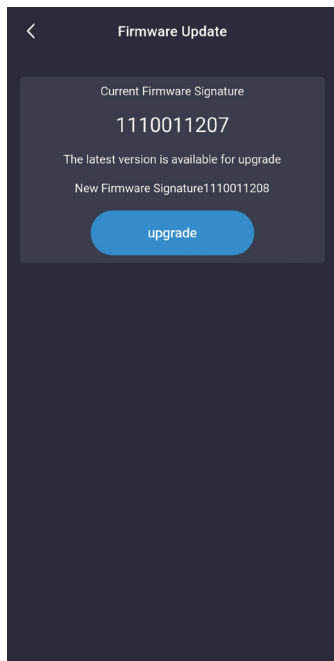 Firmware Update
Current Firmware Signature
1110011207
The latest version is available for upgrade
New Firmware Signature1110011208
upgrade